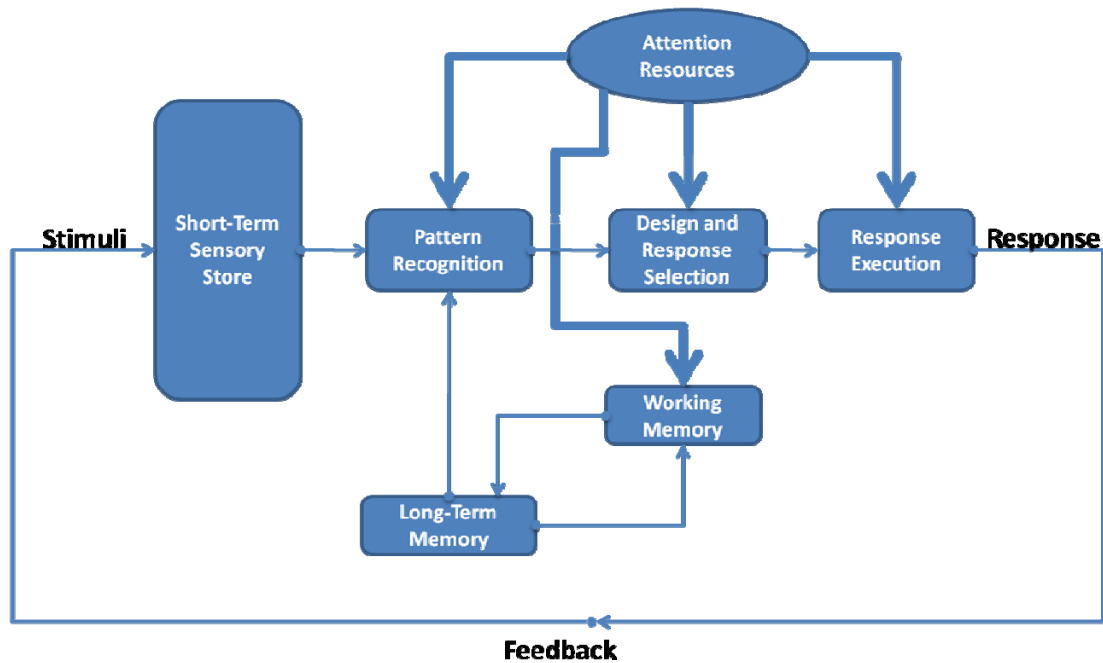 Attention
Resources
Stimuli
Short-Term
Sensory
Store
Pattern
Recognition
Design and
Response
Selection
Response
Execution
Response
Working
Memory
Long-Term
Memory
Feedback